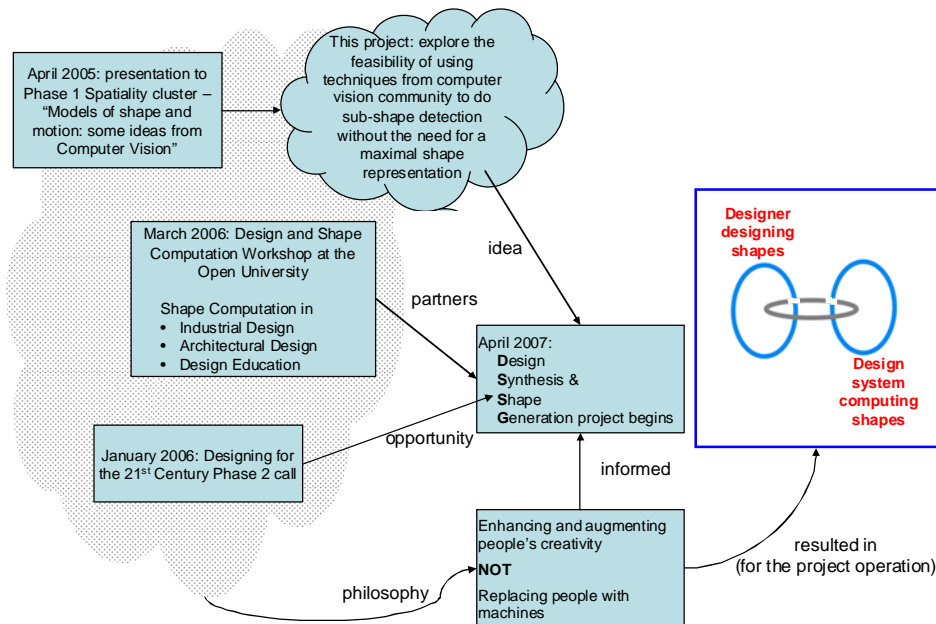 This project: explore the
feasibility of using
techniques from computer
vision community to do
sub-shape detection
without the need for a
maximal shape
representation
April 2005: presentation to
Phase 1 Spatiality cluster –
“Models of shape and
motion: some ideas from
Computer Vision”
March 2006: Design and Shape
Computation Workshop at the
Open University
Shape Computation in
• Industrial Design
• Architectural Design
• Design Education
idea
partners
Designer
designing
shapes
Design
system
computing
shapes
April 2007:
Design
Synthesis &
Shape
Generation project begins
opportunity
January 2006: Designing for
the 21st Century Phase 2 call
informed
Enhancing and augmenting
people’s creativity
NOT
Replacing people with
machines
philosophy
resulted in
(for the project operation)